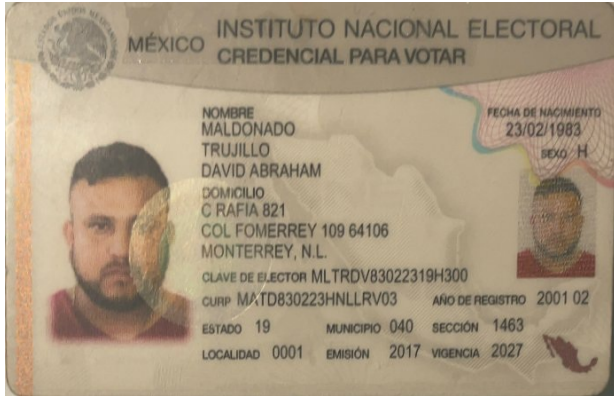 MÉXICO
INSTITUTO NACIONAL ELECTORAL
CREDENCIAL PARA VOTAR
NOMBRE
MALDONADO
TRUJILLO
DAVID ABRAHAM
FECHA DE NACIMIENTO
23/02/1983
SEXO H
DOMICILIO
C RAFIA 821
COL FOMERREY 109 64106
MONTERREY, N.L.
CLAVE DE ELECTOR MLTRDV83022319H300
CURP MATD830223HNLLRV03 AÑO DE REGISTRO 2001 02
ESTADO 19 MUNICIPIO 040 SECCIÓN 1463
LOCALIDAD 0001 EMISIÓN 2017 VIGENCIA 2027